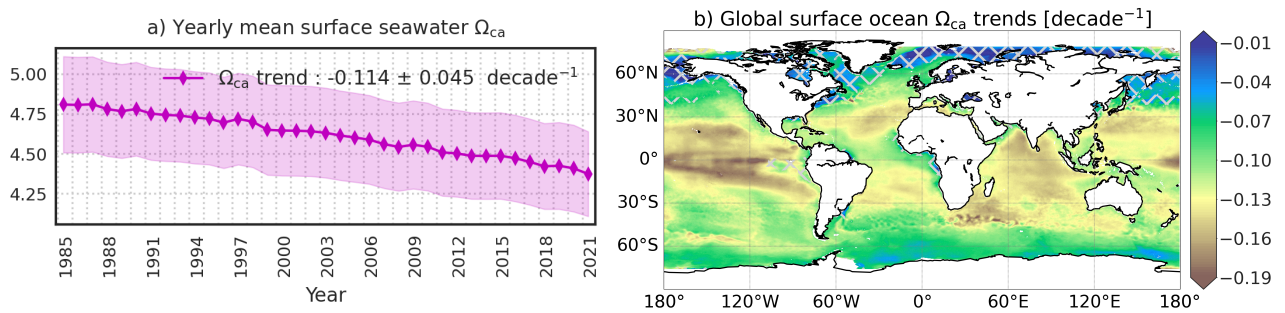 a) Yearly mean surface seawater Ωca
Ωca trend : -0.114 ± 0.045 decade−1
5.00
4.75
4.50
4.25
1985 1988 1991 1994 1997 2000 2003 2006 2009 2012 2015 2018 2021
Year
b) Global surface ocean Ωca trends [decade−1]
60°N
30°N
0°
30°S
60°S
180° 120°W 60°W 0° 60°E 120°E 180°
−0.01
−0.04
−0.07
−0.10
−0.13
−0.16
−0.19